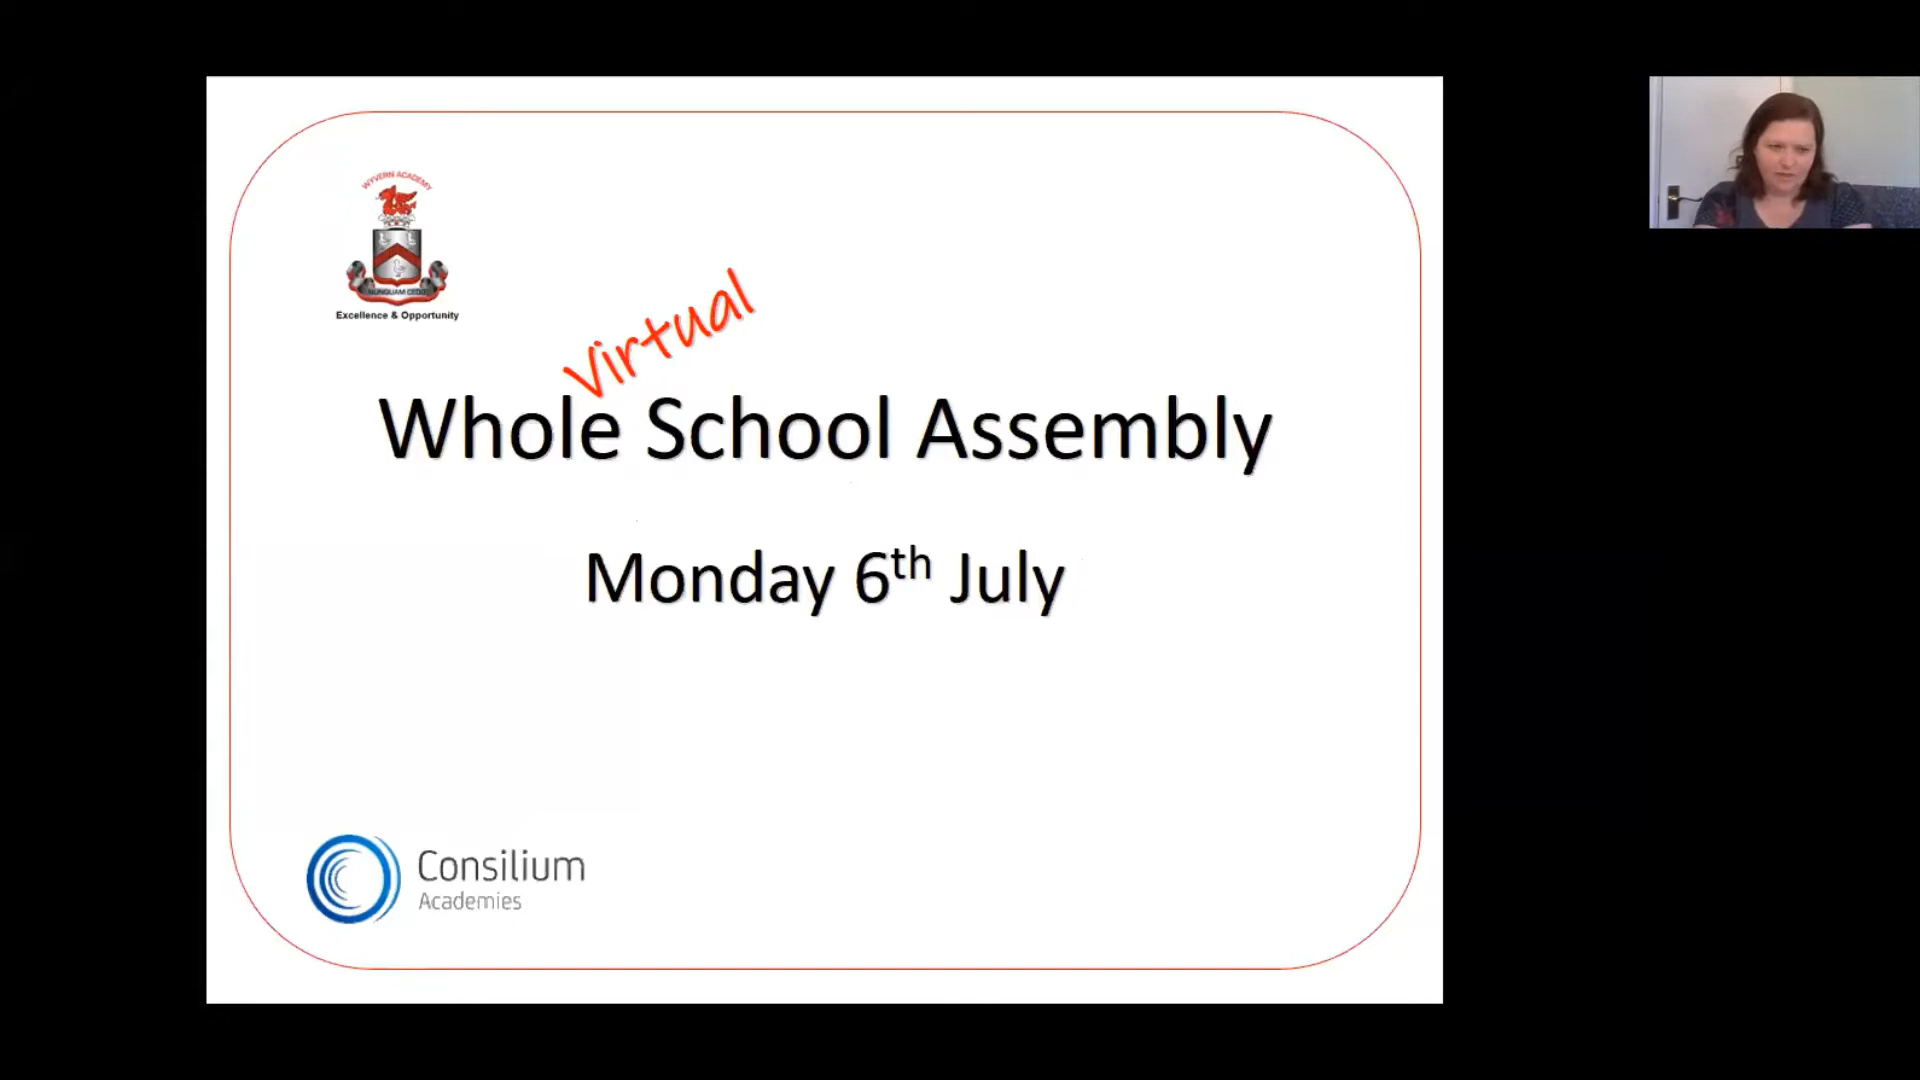 WYVERN ACADEMY
NUNQUAM CEDO
Excellence & Opportunity
Virtual
Whole School Assembly
Monday 6th July
Consilium
Academies